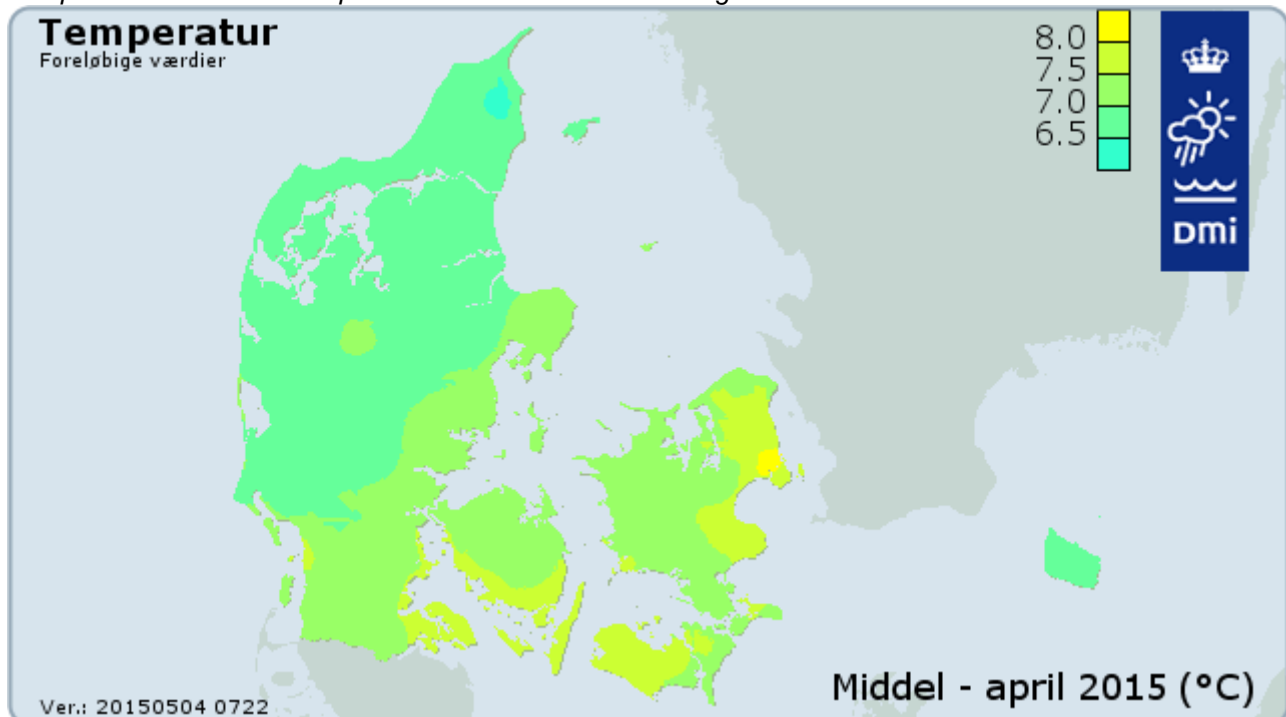 Temperatur
Foreløbige værdier
8.0
7.5
7.0
6.5
DMi
Middel - april 2015 (°C)
Ver.: 20150504 0722